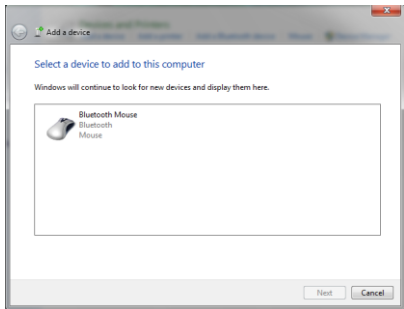 Add a device
Select a device to add to this computer
Windows will continue to look for new devices and display them here.
Bluetooth Mouse
Bluetooth
Mouse
Next
Cancel